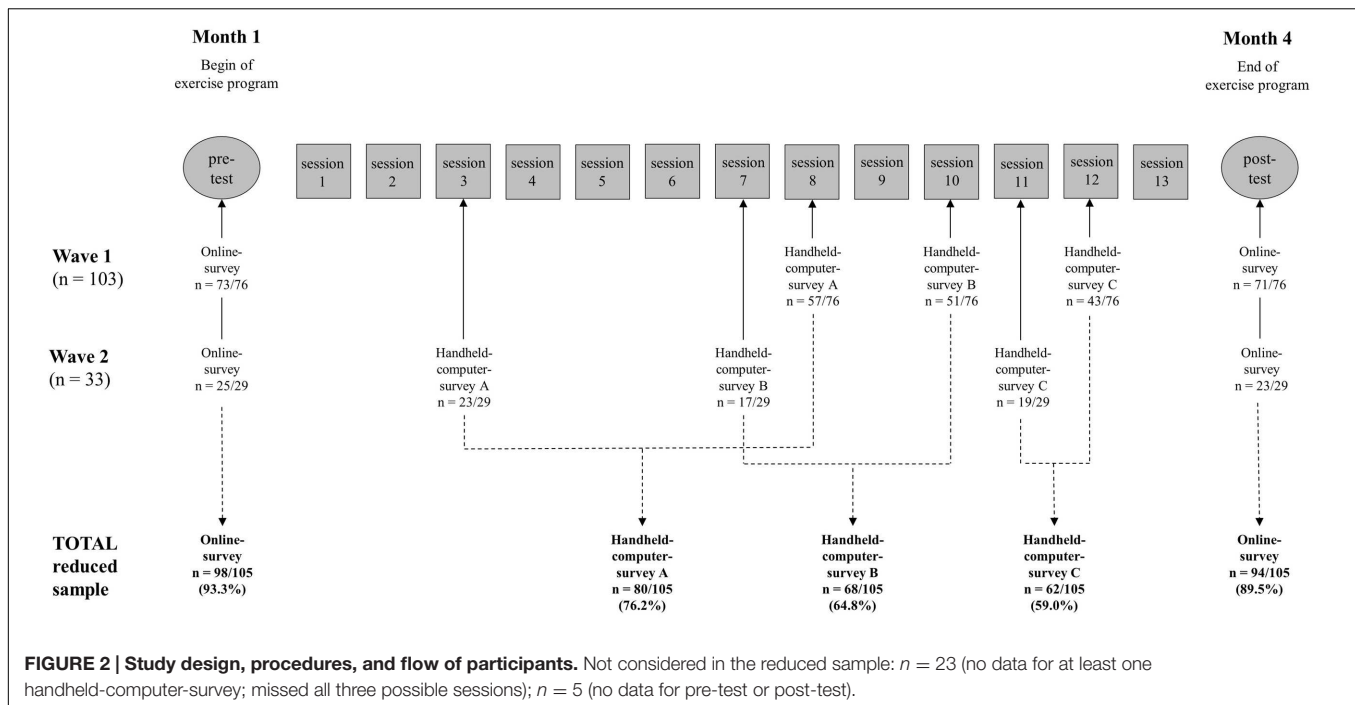 Month 1
Begin of
exercise program
Month 4
End of
exercise program
pre-
test
session
1
session
2
session
3
session
4
session
5
session
6
session
7
session
8
session
9
session
10
session
11
session
12
session
13
post-
test
Wave 1
(n = 103)
Online-
survey
n = 73/76
Handheld-
computer-
survey A
n = 57/76
Handheld-
computer-
survey B
n = 51/76
Handheld-
computer-
survey C
n = 43/76
Online-
survey
n = 71/76
Wave 2
(n = 33)
Online-
survey
n = 25/29
Handheld-
computer-
survey A
n = 23/29
Handheld-
computer-
survey B
n = 17/29
Handheld-
computer-
survey C
n = 19/29
Online-
survey
n = 23/29
TOTAL
reduced
sample
Online-
survey
n = 98/105
(93.3%)
Handheld-
computer-
survey A
n = 80/105
(76.2%)
Handheld-
computer-
survey B
n = 68/105
(64.8%)
Handheld-
computer-
survey C
n = 62/105
(59.0%)
Online-
survey
n = 94/105
(89.5%)
FIGURE 2 | Study design, procedures, and flow of participants. Not considered in the reduced sample: n = 23 (no data for at least one
handheld-computer-survey; missed all three possible sessions); n = 5 (no data for pre-test or post-test).